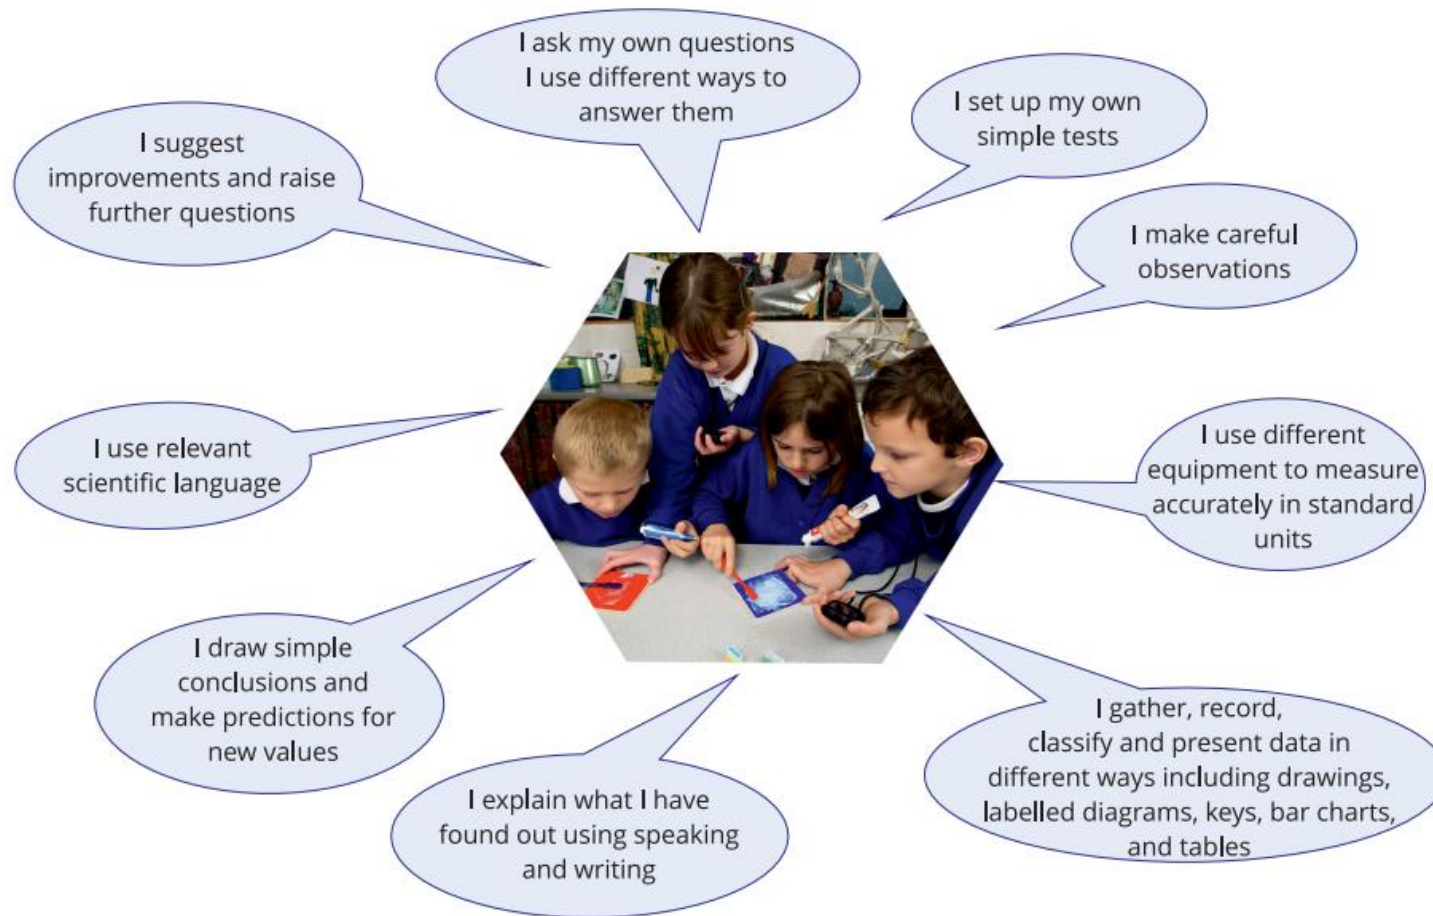 I ask my own questions
I use different ways to
answer them
I set up my own
simple tests
I make careful
observations
I use different
equipment to measure
accurately in standard
units
I gather, record,
classify and present data in
different ways including drawings,
labelled diagrams, keys, bar charts,
and tables
I explain what I have
found out using speaking
and writing
I draw simple
conclusions and
make predictions for
new values
I use relevant
scientific language
I suggest
improvements and raise
further questions